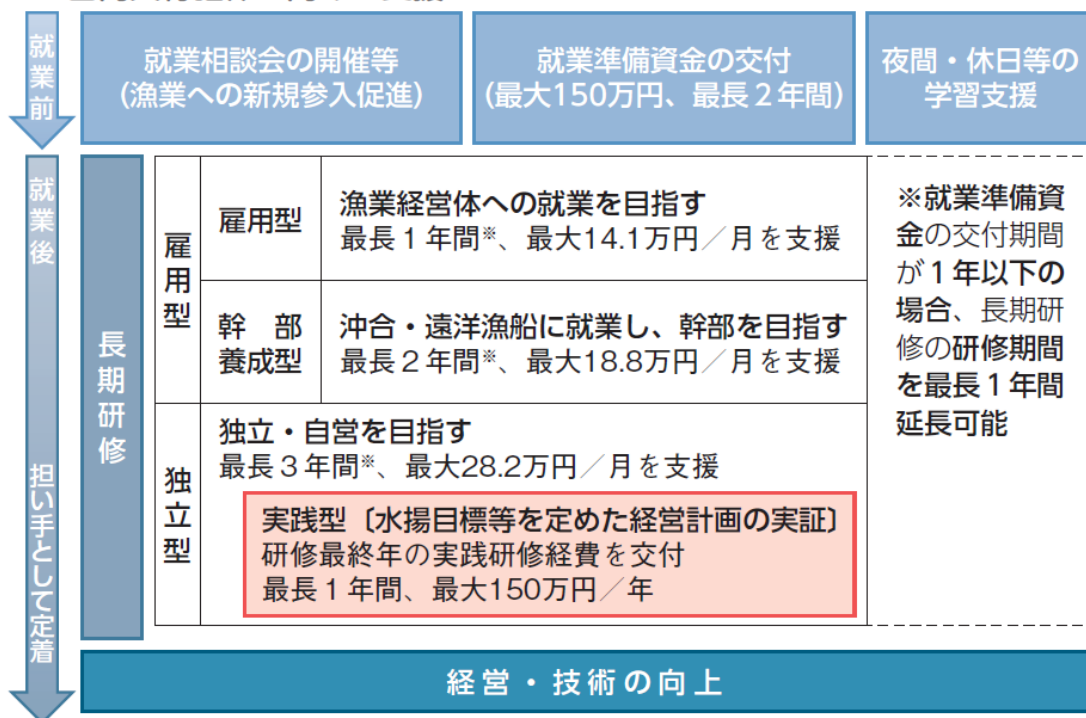 就業前
就業相談会の開催等
(漁業への新規参入促進)
就業準備資金の交付
(最大150万円、最長２年間)
夜間・休日等の
学習支援
就業後
担い手として定着
長期研修
雇用型
雇用型
漁業経営体への就業を目指す
最長１年間※、最大14.1万円／月を支援
幹　部
養成型
沖合・遠洋漁船に就業し、幹部を目指す
最長２年間※、最大18.8万円／月を支援
独立型
独立・自営を目指す
最長３年間※、最大28.2万円／月を支援
実践型〔水揚目標等を定めた経営計画の実証〕
研修最終年の実践研修経費を交付
最長１年間、最大150万円／年
※就業準備資
金の交付期間
が１年以下の
場合、長期研
修の研修期間
を最長１年間
延長可能
経営・技術の向上